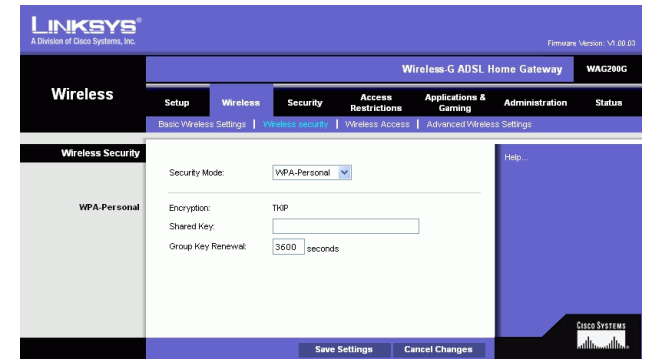 LINKSYS®
A Division of Cisco Systems, Inc.
Firmware Version: V1.00.03
Wireless-G ADSL Home Gateway WAG200G
Wireless
Setup Wireless Security Access Restrictions Applications & Gaming Administration Status
Basic Wireless Settings | Wireless security | Wireless Access | Advanced Wireless Settings
Wireless Security
Help...
Security Mode: WPA-Personal
WPA-Personal
Encryption: TKIP
Shared Key:
Group Key Renewal: 3600 seconds
CISCO SYSTEMS
Save Settings Cancel Changes